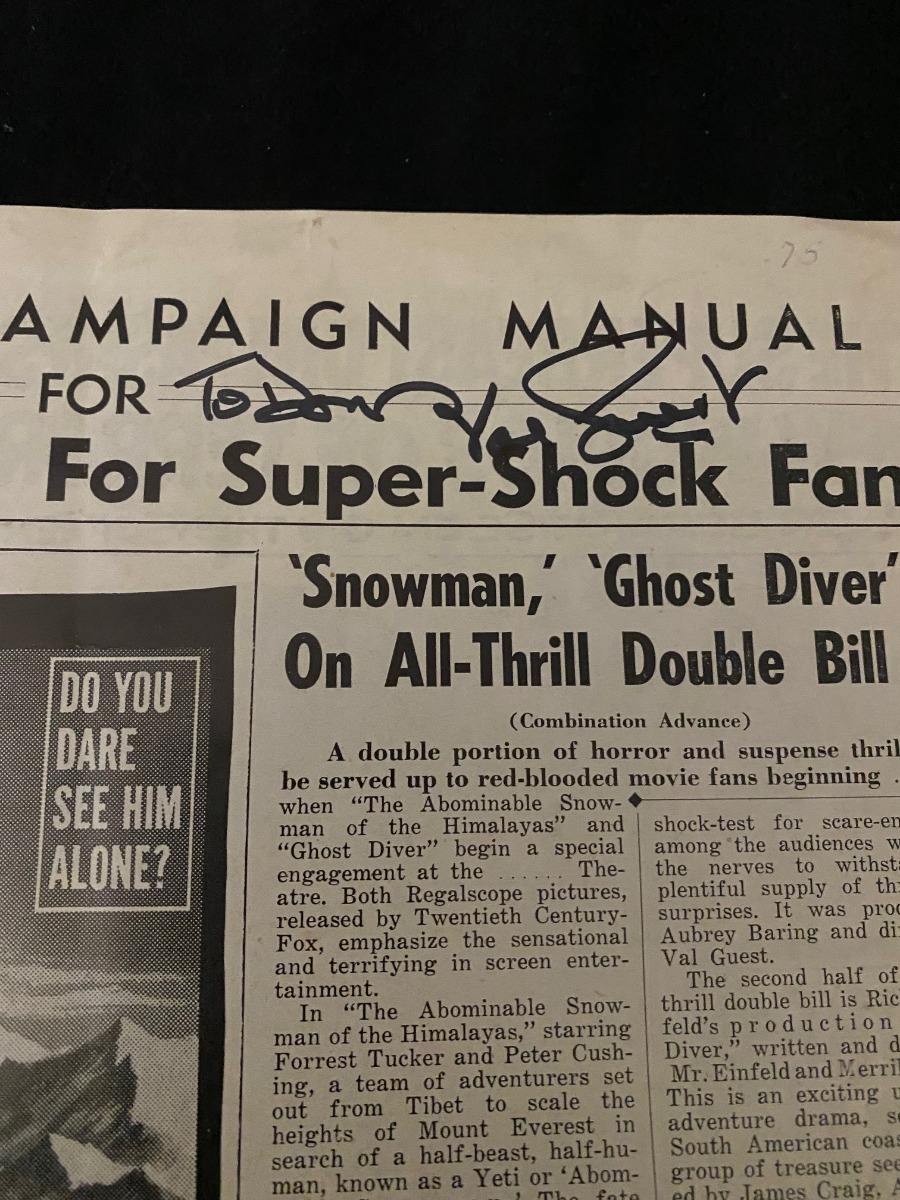 75
AMPAIGN MANUAL
FOR To Donna Val Guest
For Super-Shock Fan
DO YOU
DARE
SEE HIM
ALONE?
'Snowman,' 'Ghost Diver'
On All-Thrill Double Bill
(Combination Advance)
A double portion of horror and suspense thril
be served up to red-blooded movie fans beginning .
when "The Abominable Snow-
man of the Himalayas" and
"Ghost Diver" begin a special
engagement at the ...... The-
atre. Both Regalscope pictures,
released by Twentieth Century-
Fox, emphasize the sensational
and terrifying in screen enter-
tainment.
In "The Abominable Snow-
man of the Himalayas," starring
Forrest Tucker and Peter Cush-
ing, a team of adventurers set
out from Tibet to scale the
heights of Mount Everest in
search of a half-beast, half-hu-
man, known as a Yeti or 'Abom-
The fate
shock-test for scare-en
among the audiences w
the nerves to withsta
plentiful supply of th
surprises. It was proc
Aubrey Baring and di
Val Guest.
The second half of
thrill double bill is Ric
feld's production
Diver," written and d
Mr. Einfeld and Merril
This is an exciting u
adventure drama, s
South American coas
group of treasure see
ed by James Craig, A